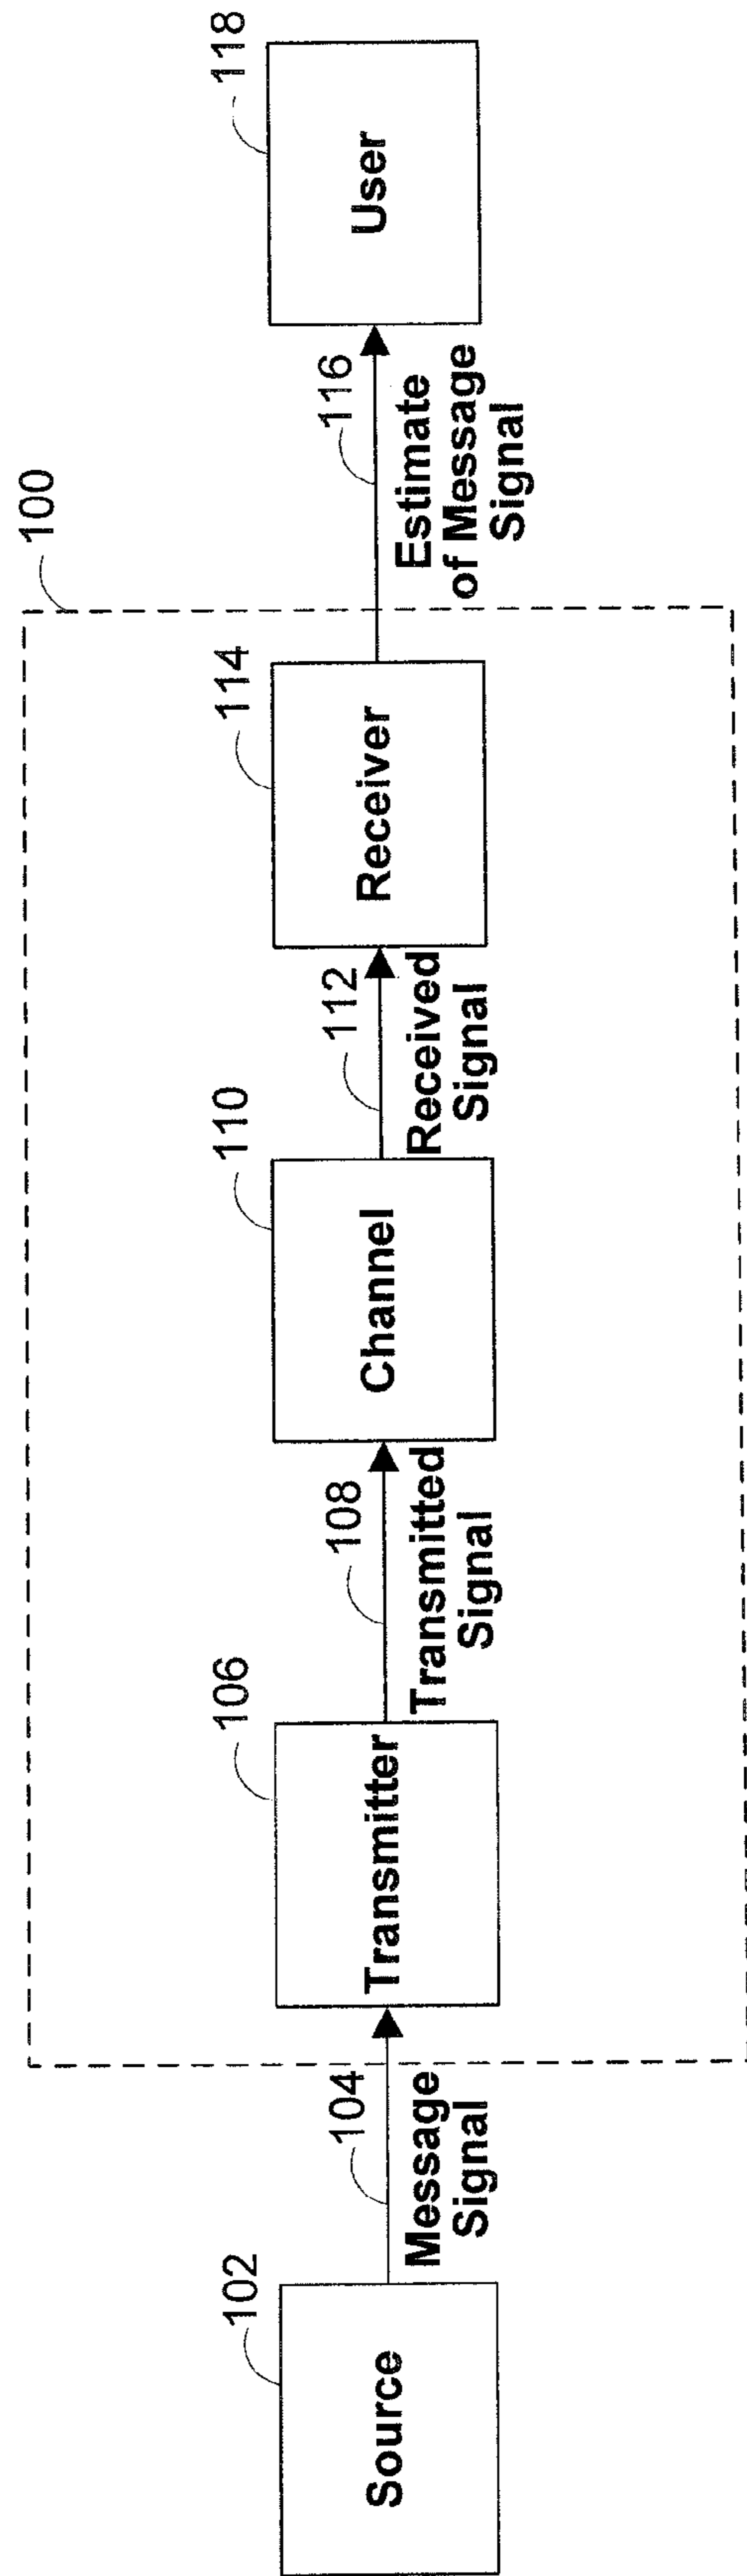 100
102
Source
104
Message
Signal
106
Transmitter
108
Transmitted
Signal
110
Channel
112
Received
Signal
114
Receiver
116
Estimate
of Message
Signal
118
User